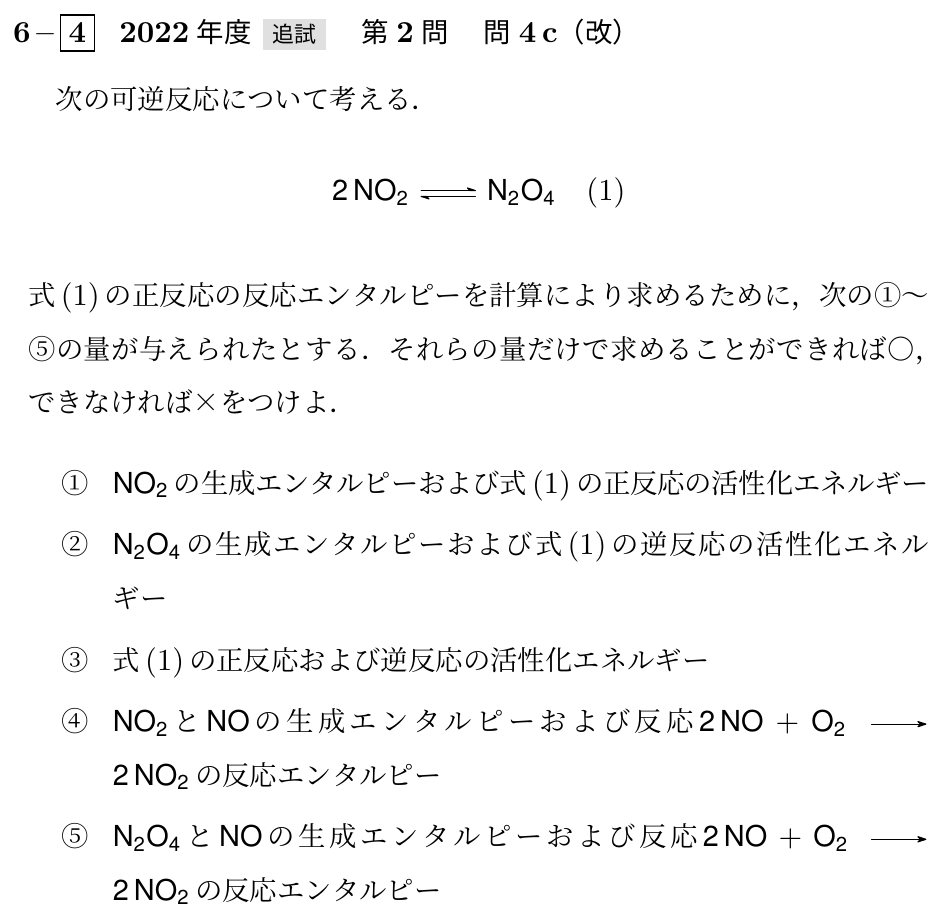 6－4 2022年度 追試 第2問 問4c（改）
次の可逆反応について考える．
2NO₂ ⇌ N₂O₄ (1)
式(1)の正反応の反応エンタルピーを計算により求めるために，次の①～
⑤の量が与えられたとする．それらの量だけで求めることができれば○，
できなければ×をつけよ．
① NO₂の生成エンタルピーおよび式(1)の正反応の活性化エネルギー
② N₂O₄の生成エンタルピーおよび式(1)の逆反応の活性化エネル
ギー
③ 式(1)の正反応および逆反応の活性化エネルギー
④ NO₂とNOの生成エンタルピーおよび反応2NO + O₂ ⟶
2NO₂の反応エンタルピー
⑤ N₂O₄とNOの生成エンタルピーおよび反応2NO + O₂ ⟶
2NO₂の反応エンタルピー